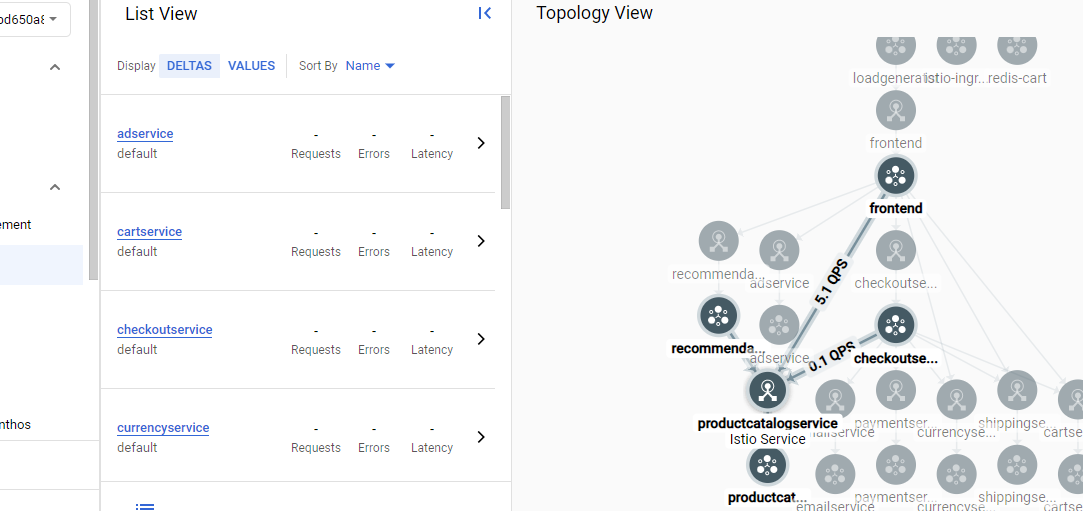 List View
Topology View
Display DELTAS VALUES Sort By Name
adservice
default
- - -
Requests Errors Latency
cartservice
default
- - -
Requests Errors Latency
checkoutservice
default
- - -
Requests Errors Latency
currencyservice
default
- - -
Requests Errors Latency
ement
nthos
istio-ingr...
redis-cart
frontend
frontend
recommenda...
adservice
checkoutse...
5.1 QPS
recommenda...
adservice
0.1 QPS
checkoutse...
productcatalogservice
Istio Service
paymentser...
currencyse...
shippingse...
cartse
productcat...
emailservice
paymentser...
currencyse...
shippingse...
cartse